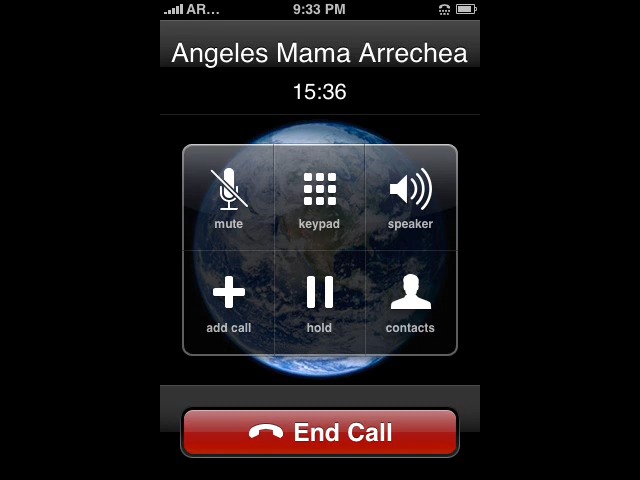 AR... 9:33 PM
Angeles Mama Arrechea
15:36
mute keypad speaker
add call hold contacts
End Call